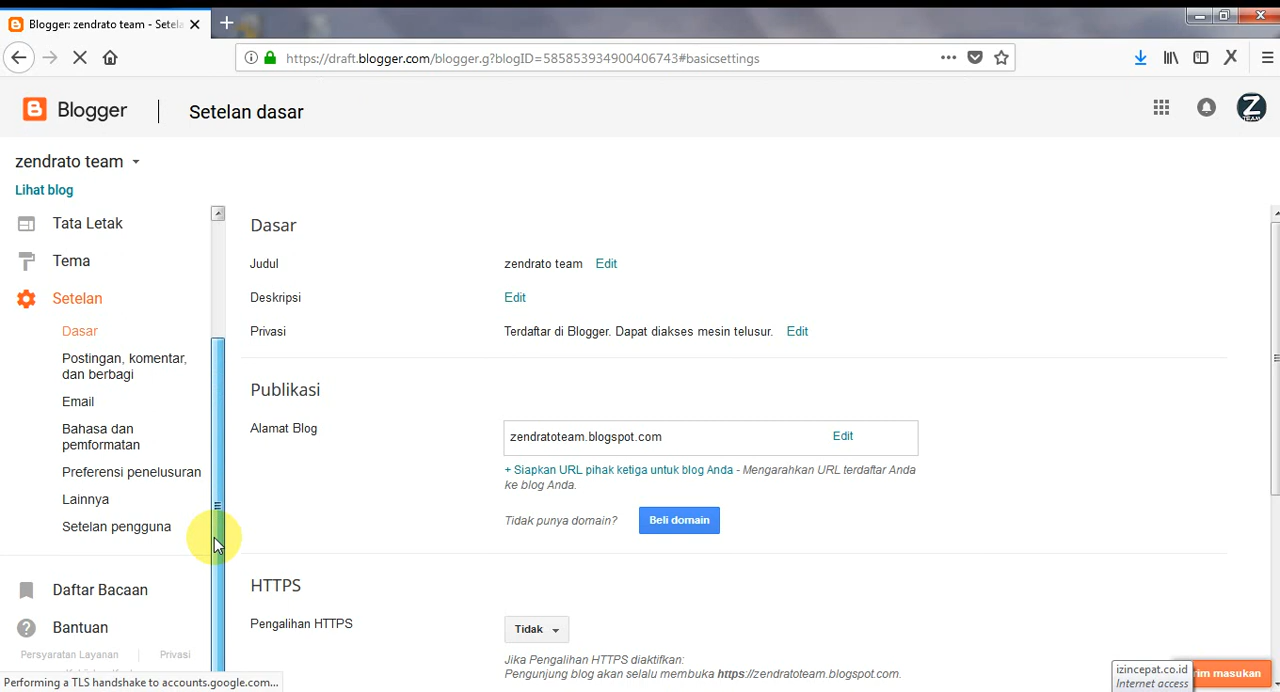 Blogger: zendrato team - Setela
https://draft.blogger.com/blogger.g?blogID=585853934900406743#basicsettings
Blogger
Setelan dasar
Z
TEAM
zendrato team
Lihat blog
Tata Letak
Tema
Setelan
Dasar
Postingan, komentar,
dan berbagi
Email
Bahasa dan
pemformatan
Preferensi penelusuran
Lainnya
Setelan pengguna
Daftar Bacaan
Bantuan
Persyaratan Layanan
Privasi
Performing a TLS handshake to accounts.google.com...
Dasar
Judul zendrato team Edit
Deskripsi Edit
Privasi Terdaftar di Blogger. Dapat diakses mesin telusur. Edit
Publikasi
Alamat Blog zendratoteam.blogspot.com Edit
+ Siapkan URL pihak ketiga untuk blog Anda - Mengarahkan URL terdaftar Anda
ke blog Anda.
Tidak punya domain? Beli domain
HTTPS
Pengalihan HTTPS Tidak
Jika Pengalihan HTTPS diaktifkan:
Pengunjung blog akan selalu membuka https://zendratoteam.blogspot.com.
izincepat.co.id
Internet access
rim masukan